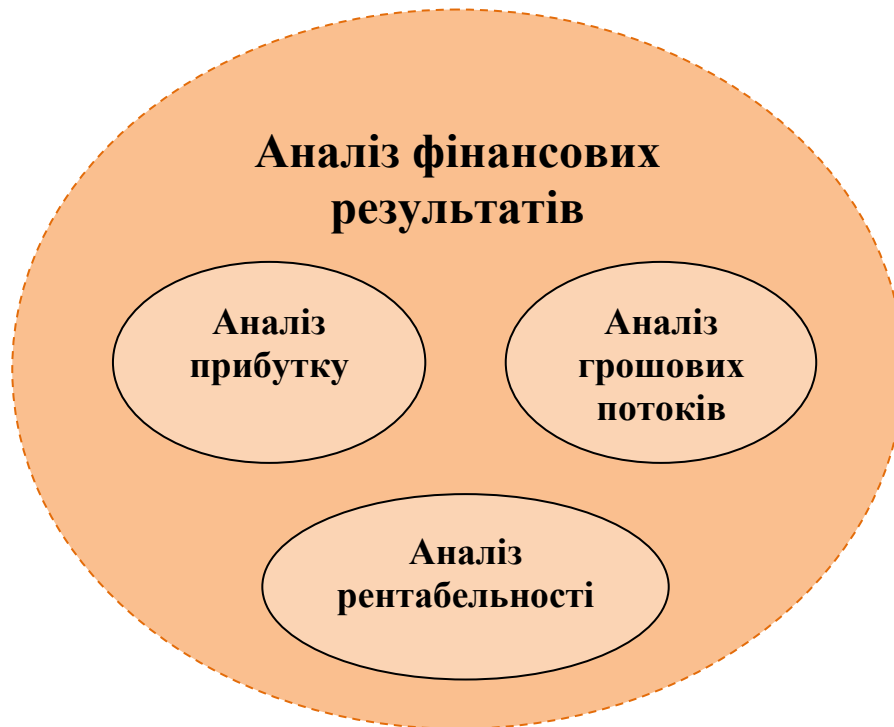 Аналіз фінансових
результатів
Аналіз
прибутку
Аналіз
грошових
потоків
Аналіз
рентабельності